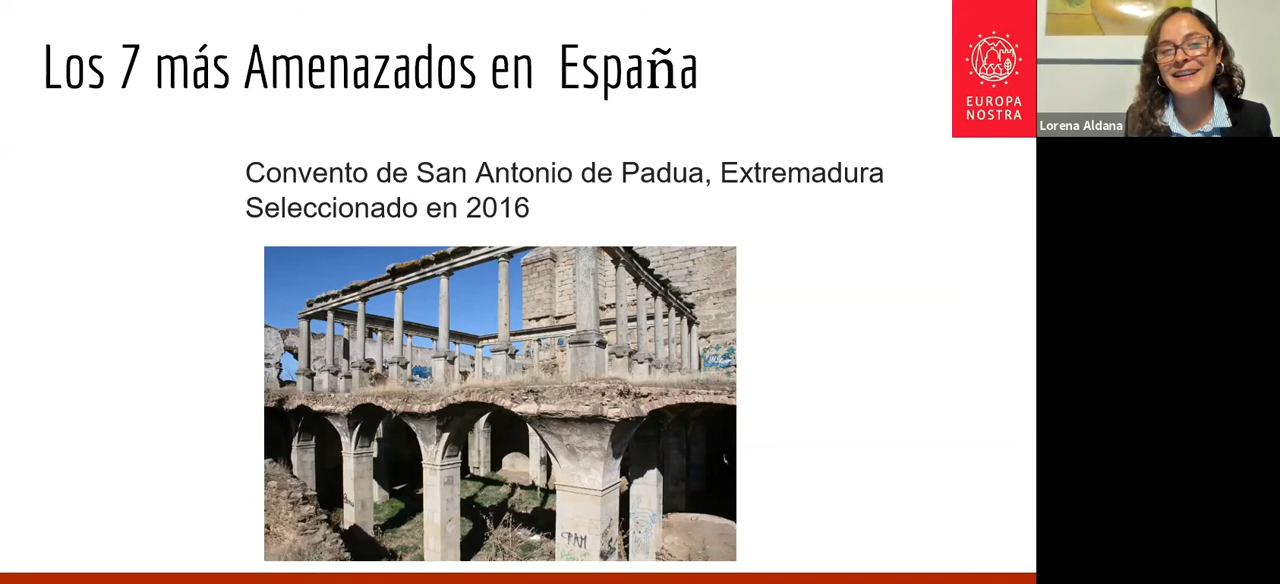 Los 7 más Amenazados en España
EUROPA
NOSTRA
Lorena Aldana
Convento de San Antonio de Padua, Extremadura
Seleccionado en 2016